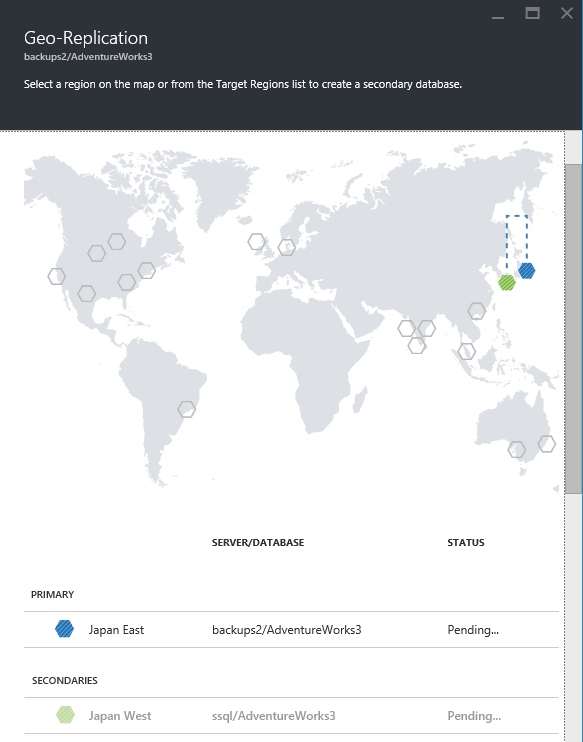 Geo-Replication
backups2/AdventureWorks3
Select a region on the map or from the Target Regions list to create a secondary database.
SERVER/DATABASE STATUS
PRIMARY
Japan East backups2/AdventureWorks3 Pending...
SECONDARIES
Japan West ssql/AdventureWorks3 Pending...